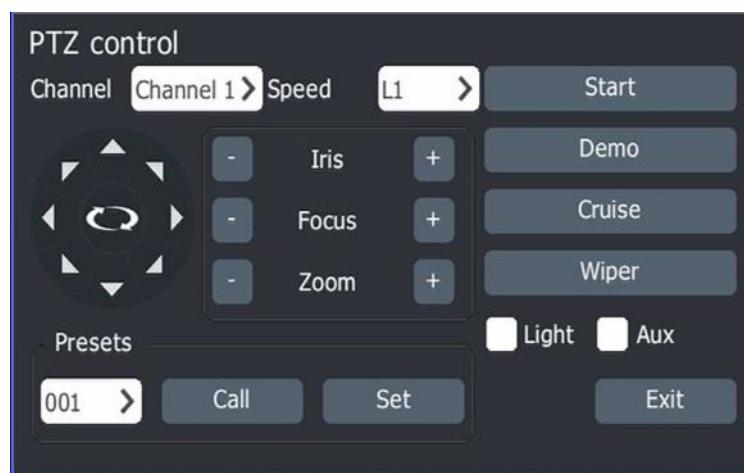 PTZ control
Channel Channel 1 Speed L1 Start
- Iris + Demo
- Focus + Cruise
- Zoom + Wiper
Light Aux
Presets
001 Call Set Exit